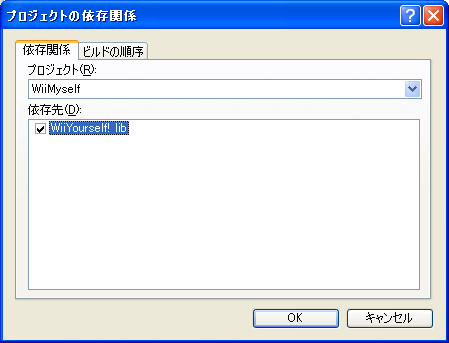 プロジェクトの依存関係
依存関係 ビルドの順序
プロジェクト(R):
WiiMyself
依存先(D):
WiiYourself! lib
OK キャンセル